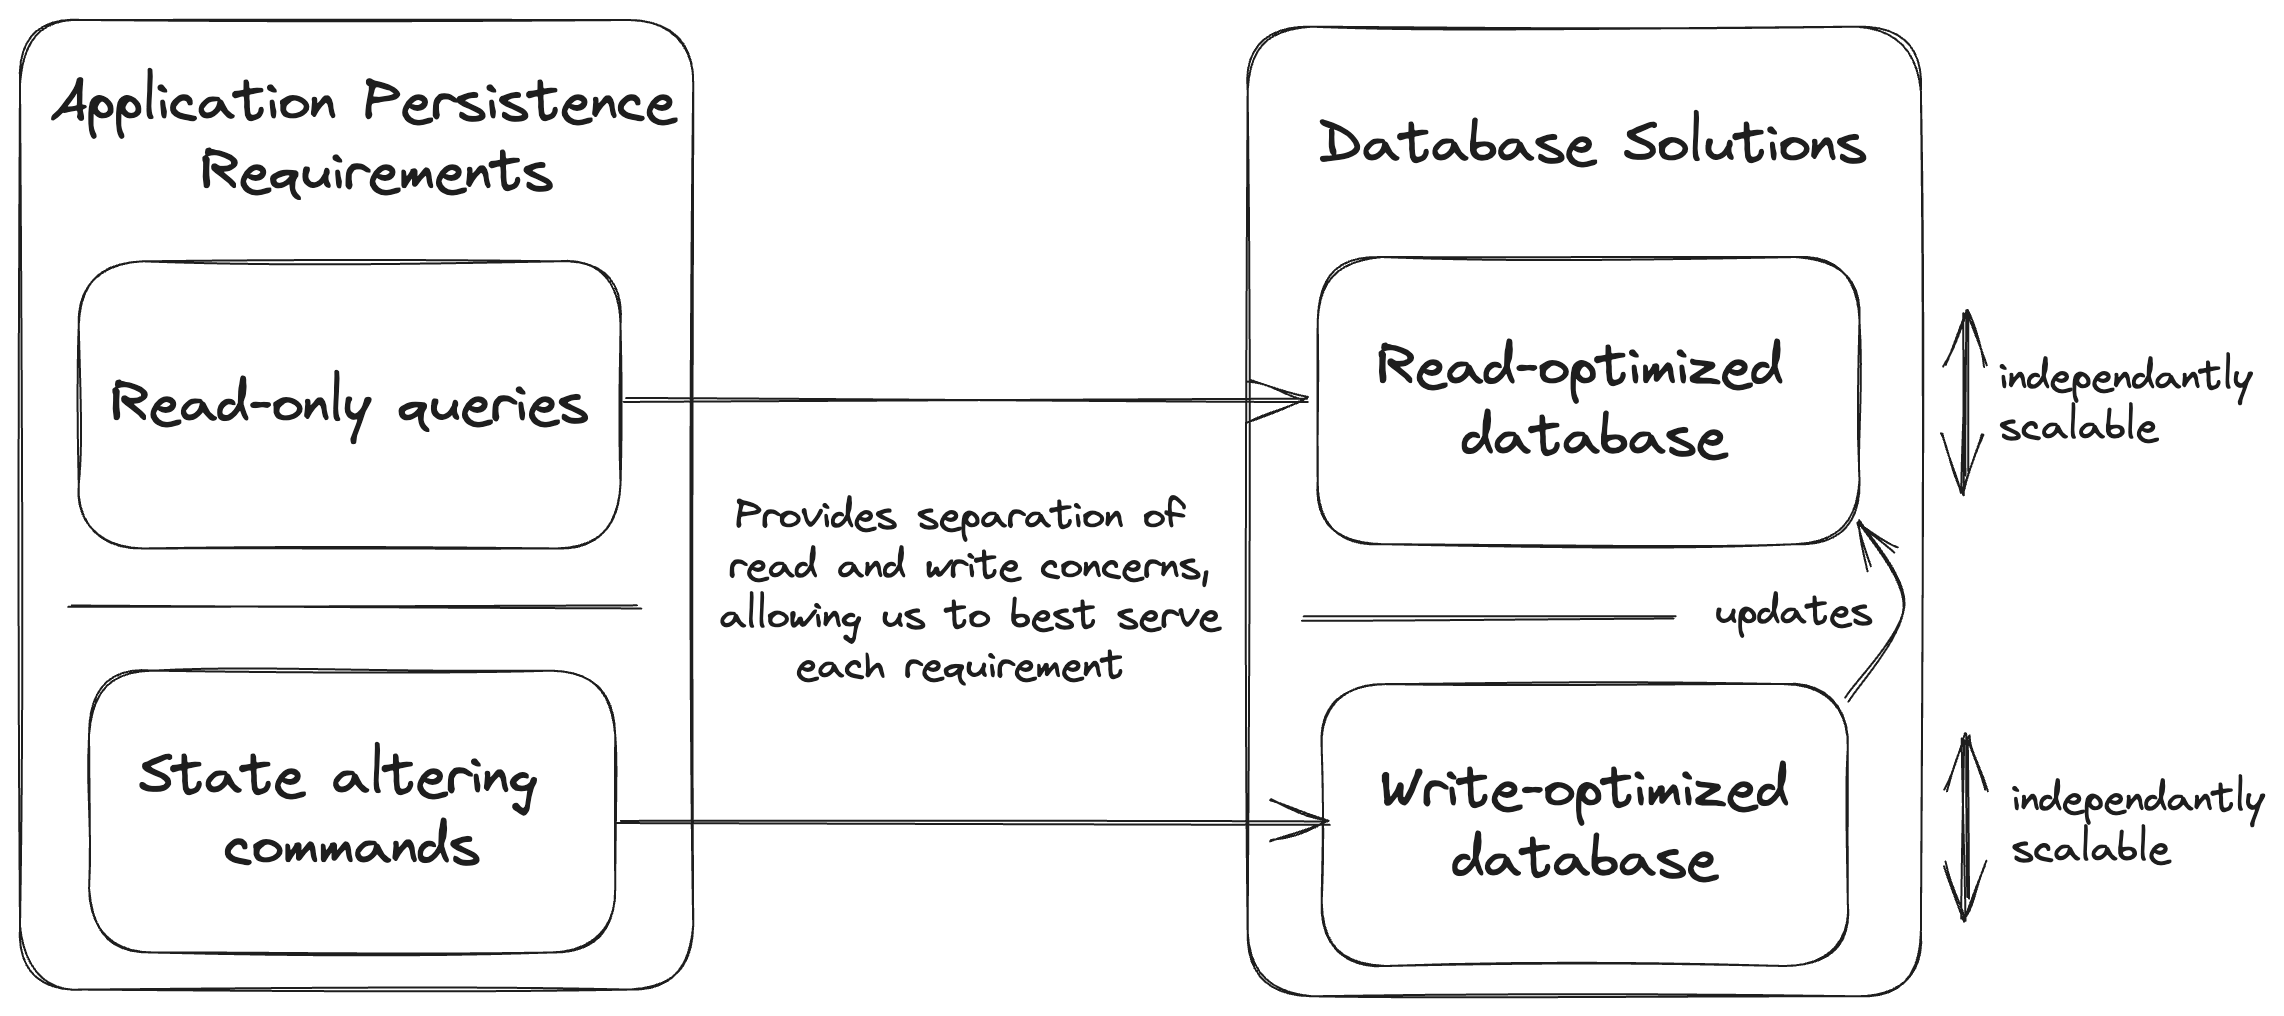 Application Persistence
Requirements
Read-only queries
State altering
commands
Provides separation of
read and write concerns,
allowing us to best serve
each requirement
Database Solutions
Read-optimized
database
updates
Write-optimized
database
independantly
scalable
independantly
scalable